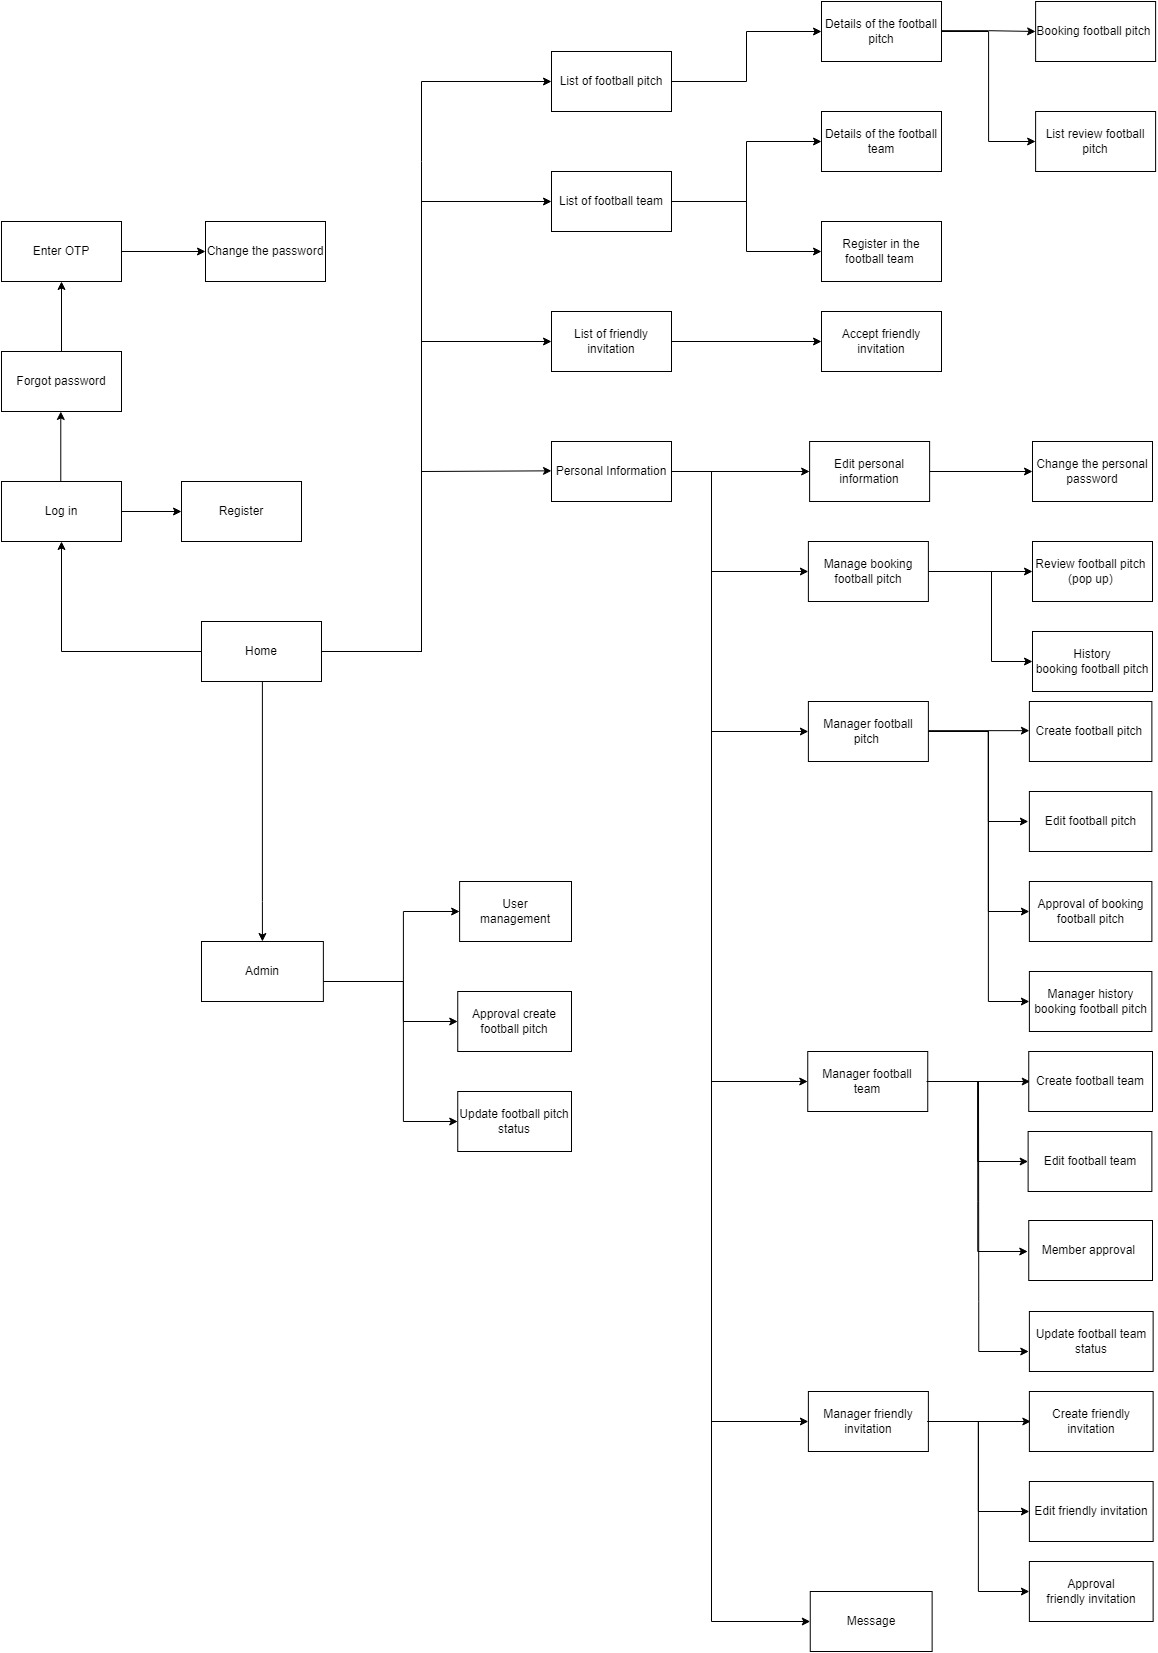 Details of the football
pitch
Booking football pitch
List of football pitch
Details of the football
team
List review football
pitch
List of football team
Enter OTP
Change the password
Register in the
football team
List of friendly
invitation
Accept friendly
invitation
Forgot password
Personal Information
Edit personal
information
Change the personal
password
Log in
Register
Manage booking
football pitch
Review football pitch
(pop up)
Home
History
booking football pitch
Manager football
pitch
Create football pitch
Edit football pitch
User
management
Approval of booking
football pitch
Admin
Approval create
football pitch
Manager history
booking football pitch
Manager football
team
Create football team
Update football pitch
status
Edit football team
Member approval
Update football team
status
Manager friendly
invitation
Create friendly
invitation
Edit friendly invitation
Approval
friendly invitation
Message